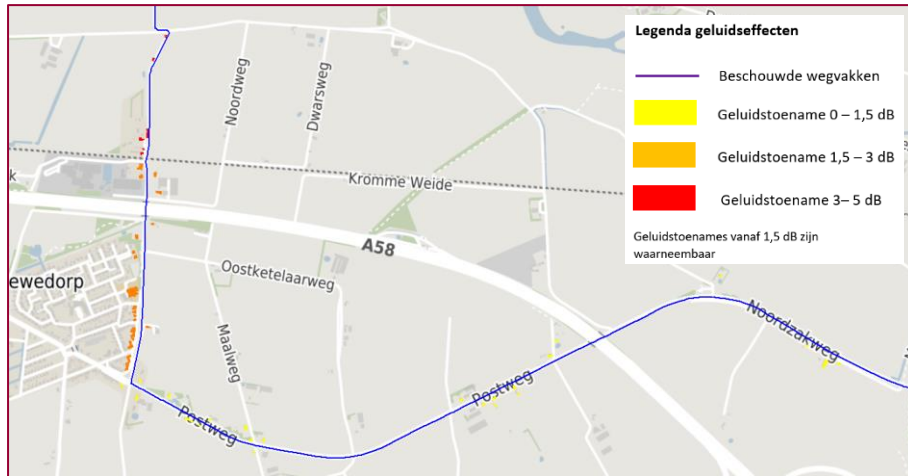 Legenda geluidseffecten
Beschouwde wegvakken
Geluidstoename 0 – 1,5 dB
Geluidstoename 1,5 – 3 dB
Geluidstoename 3– 5 dB
Geluidstoenames vanaf 1,5 dB zijn
waarneembaar
Noordweg
Dwarsweg
k
Kromme Weide
A58
Oostketelaarweg
ewedorp
Maalweg
Noordzakweg
Postweg
Postweg